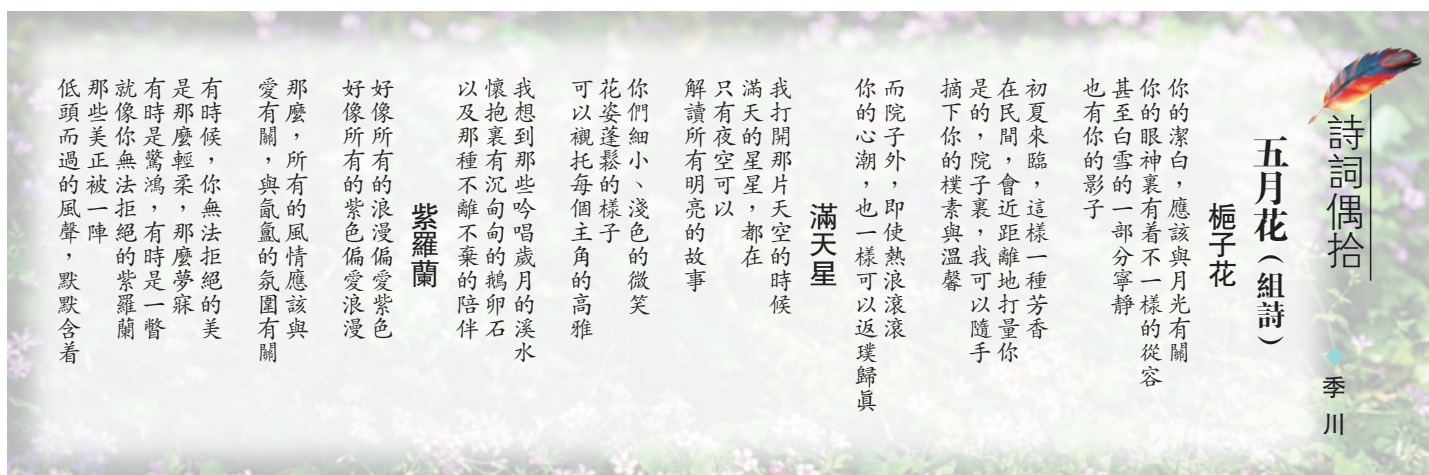 詩詞偶拾
季川
五月花（組詩）
梔子花
你的潔白，應該與月光有關
你的眼神裏有着不一樣的從容
甚至白雪的一部分寧靜
也有你的影子
初夏來臨，這樣一種芳香
在民間，會近距離地打量你
是的，院子裏，我可以隨手
摘下你的樸素與溫馨
而院子外，即使熱浪滾滾
你的心潮，也一樣可以返璞歸眞
滿天星
我打開那片天空的時候
滿天的星星，都在
只有夜空可以
解讀所有明亮的故事
你們細小、淺色的微笑
花姿蓬鬆的樣子
可以襯托每個主角的高雅
我想到那些吟唱歲月的溪水
懷抱裏有沉甸甸的鵝卵石
以及那種不離不棄的陪伴
紫羅蘭
好像所有的浪漫偏愛紫色
好像所有的紫色偏愛浪漫
那麼，所有的風情應該與
愛有關，與氤氳的氛圍有關
有時候，你無法拒絕的美
是那麼輕柔，那麼夢寐
有時是驚鴻，有時是一瞥
就像你無法拒絕的紫羅蘭
那些美正被一陣
低頭而過的風聲，默默含着